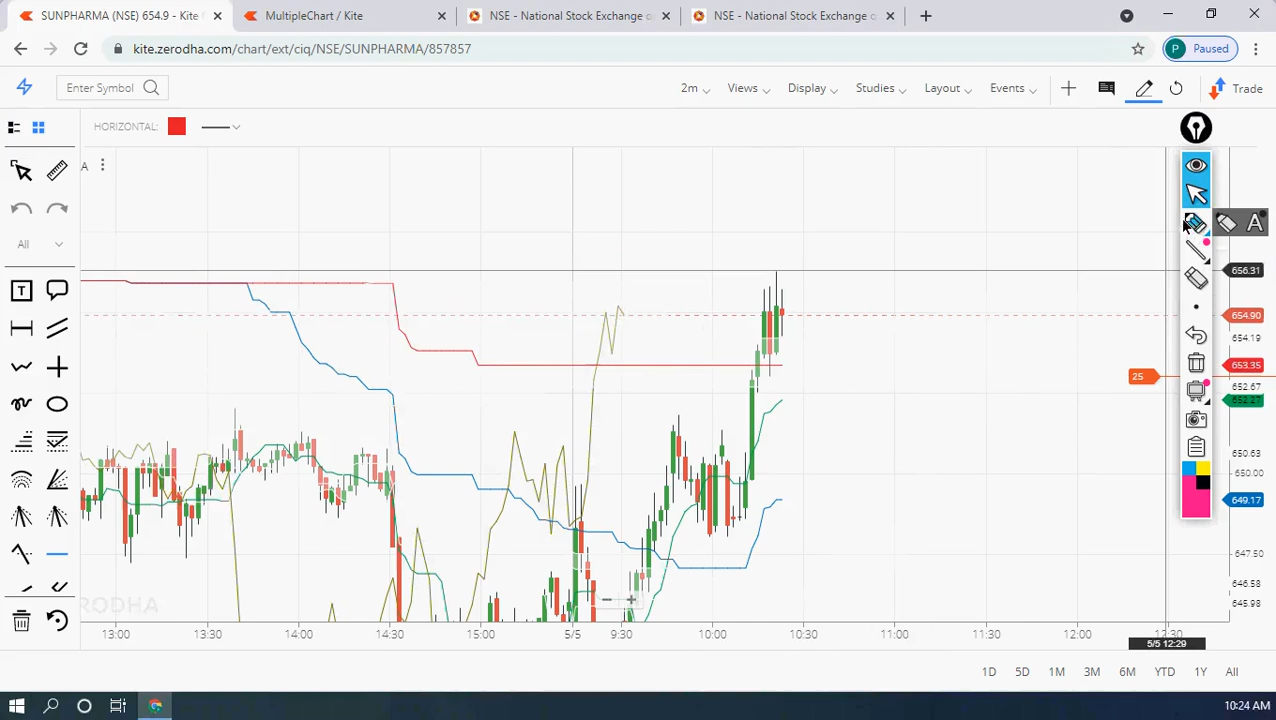 SUNPHARMA (NSE) 654.9 - Kite
MultipleChart / Kite
NSE - National Stock Exchange o
NSE - National Stock Exchange o
kite.zerodha.com/chart/ext/ciq/NSE/SUNPHARMA/857857
P Paused
Enter Symbol
2m
Views
Display
Studies
Layout
Events
Trade
HORIZONTAL:
A
All
T
A
656.31
654.90
654.19
653.35
25
652.67
652.27
650.63
650.00
649.17
647.50
646.58
645.98
ERODHA
13:00
13:30
14:00
14:30
15:00
5/5
9:30
10:00
10:30
11:00
11:30
12:00
12:30
5/5 12:29
1D
5D
1M
3M
6M
YTD
1Y
All
10:24 AM